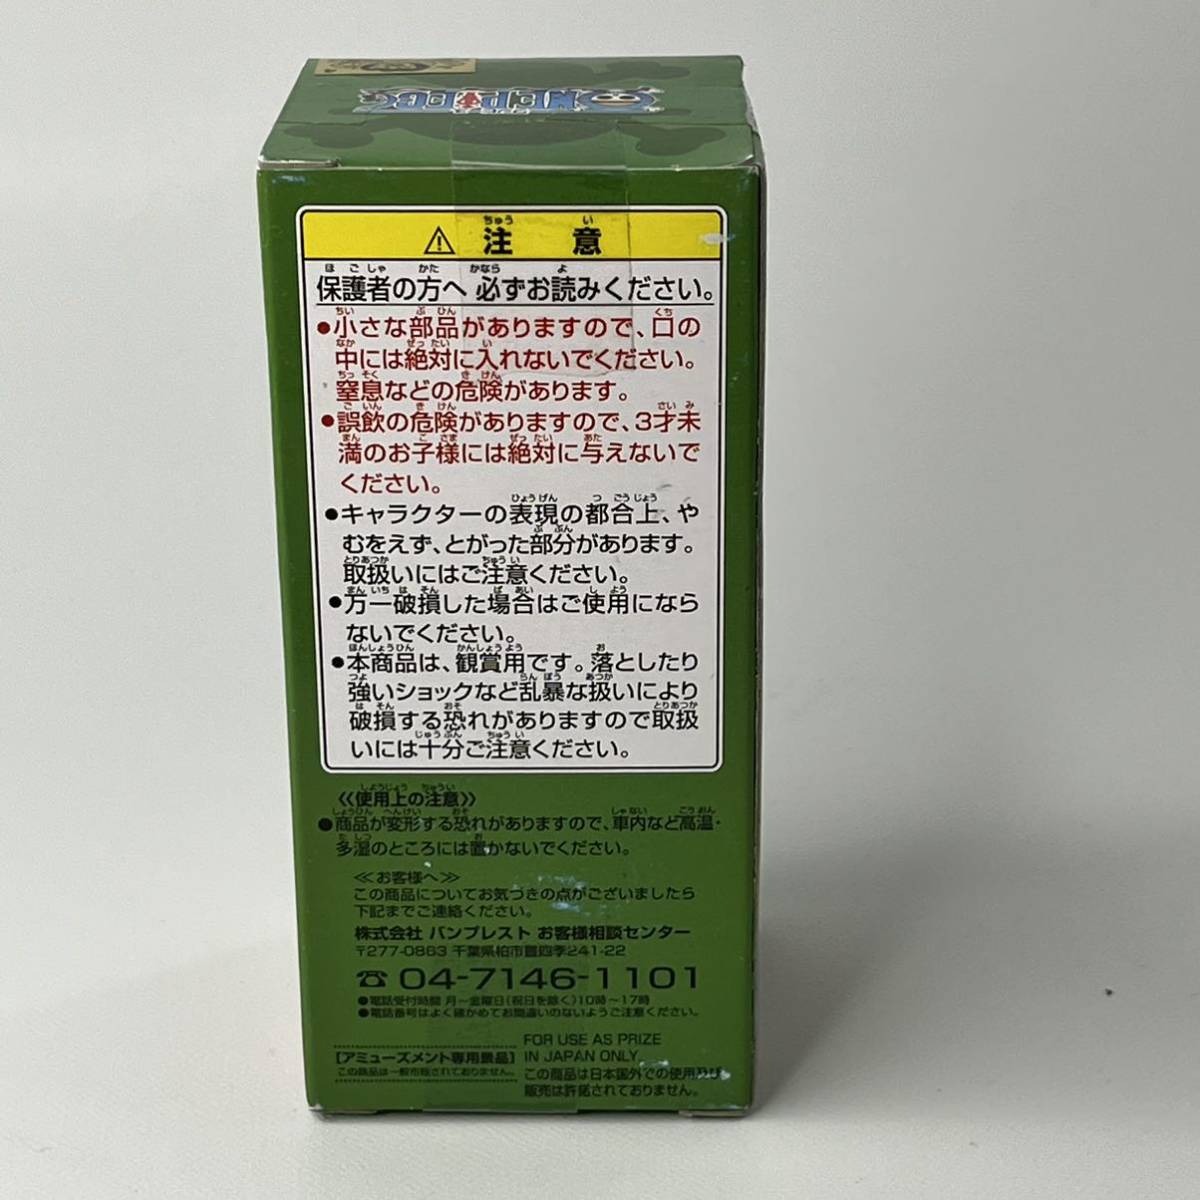 ONE PIECE
注意
保護者の方へ 必ずお読みください。
●小さな部品がありますので、口の
中には絶対に入れないでください。
窒息などの危険があります。
●誤飲の危険がありますので、3才未
満のお子様には絶対に与えないで
ください。
●キャラクターの表現の都合上、や
むをえず、とがった部分があります。
取扱いにはご注意ください。
●万一破損した場合はご使用になら
ないでください。
●本商品は、観賞用です。落としたり
強いショックなど乱暴な扱いにより
破損する恐れがありますので取扱
いには十分ご注意ください。
《使用上の注意》
●商品が変形する恐れがありますので、車内など高温・
多湿のところには置かないでください。
≪お客様へ≫
この商品についてお気づきの点がございましたら
下記までご連絡ください。
株式会社 バンプレスト お客様相談センター
〒277-0863 千葉県柏市豊四季241-22
☎ 04-7146-1101
●電話受付時間 月～金曜日(祝日を除く)10時～17時
●電話番号はよく確かめてお間違いのないようご注意ください。
[アミューズメント専用景品]
この景品は一般市販されておりません。
FOR USE AS PRIZE
IN JAPAN ONLY.
この商品は日本国外での使用及び
販売は許諾されておりません。